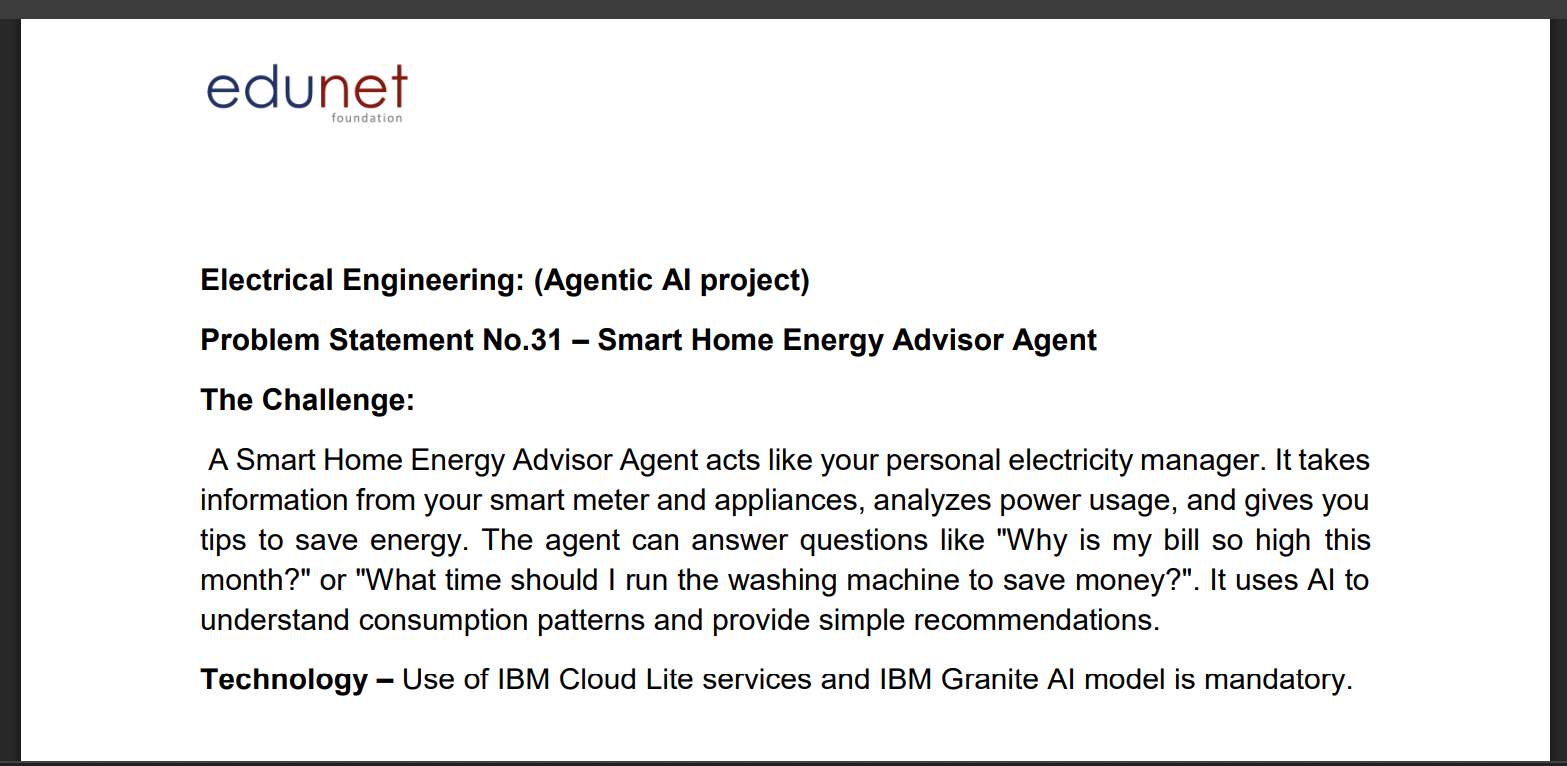 edunet
foundation
Electrical Engineering: (Agentic AI project)
Problem Statement No.31 – Smart Home Energy Advisor Agent
The Challenge:
A Smart Home Energy Advisor Agent acts like your personal electricity manager. It takes
information from your smart meter and appliances, analyzes power usage, and gives you
tips to save energy. The agent can answer questions like "Why is my bill so high this
month?" or "What time should I run the washing machine to save money?". It uses AI to
understand consumption patterns and provide simple recommendations.
Technology – Use of IBM Cloud Lite services and IBM Granite AI model is mandatory.